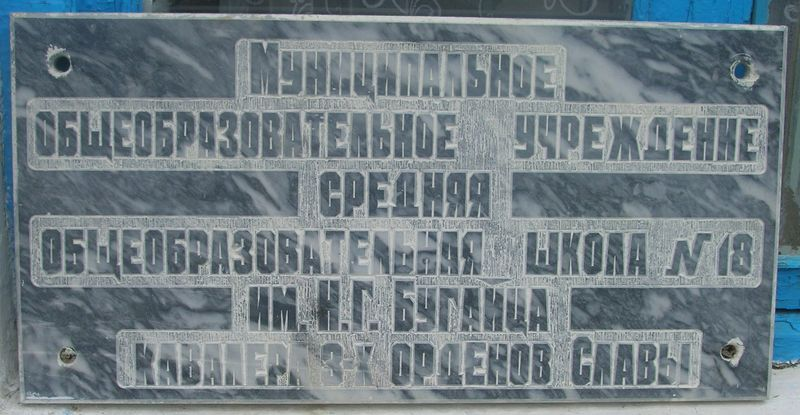 Муниципальное
общеобразовательное учреждение
средняя
общеобразовательная школа №18
им. Н.Г. Буганца
кавалера 3-х орденов Славы